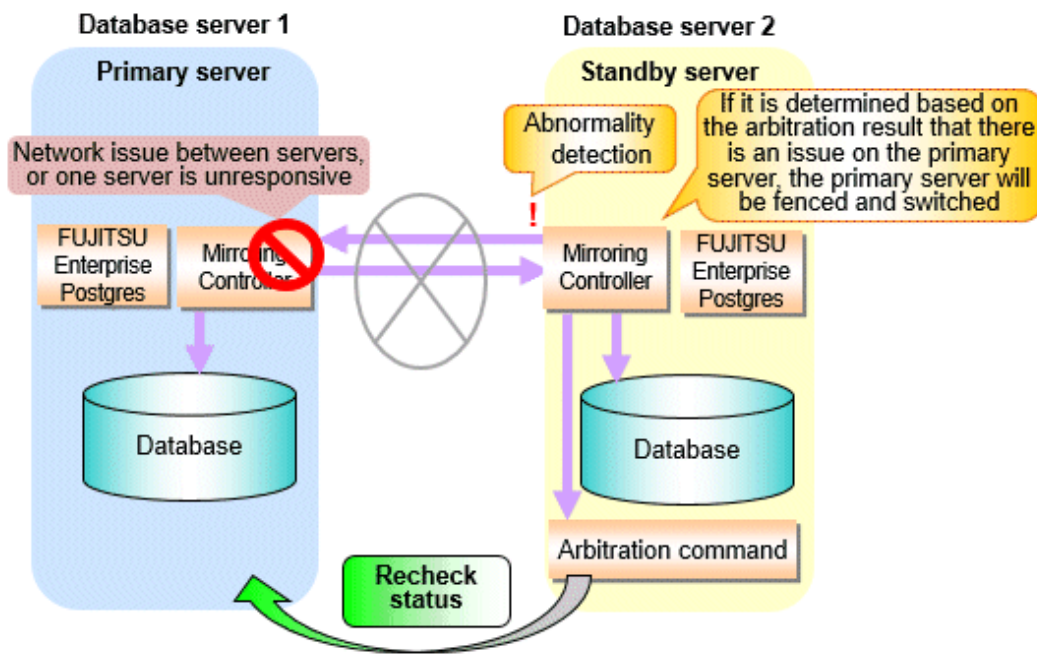 Database server 1
Primary server
Network issue between servers,
or one server is unresponsive
FUJITSU
Enterprise
Postgres
Mirroring
Controller
Database
Database server 2
Standby server
Abnormality
detection
!
If it is determined based on
the arbitration result that there
is an issue on the primary
server, the primary server will
be fenced and switched
Mirroring
Controller
FUJITSU
Enterprise
Postgres
Database
Arbitration command
Recheck
status